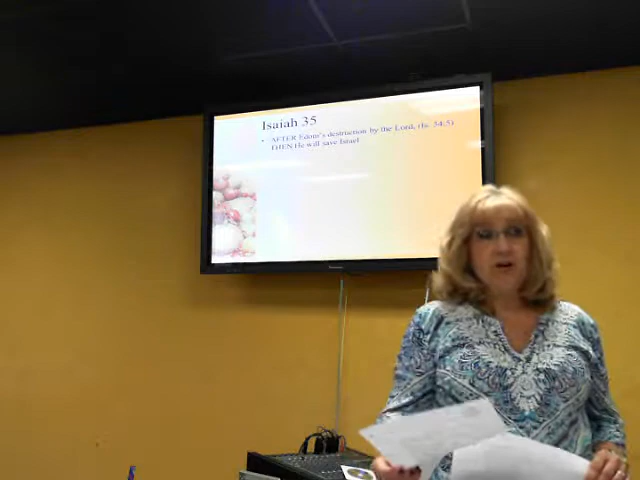 Isaiah 35
• AFTER Edom's destruction by the Lord, (Is. 34:5)
THEN He will save Israel